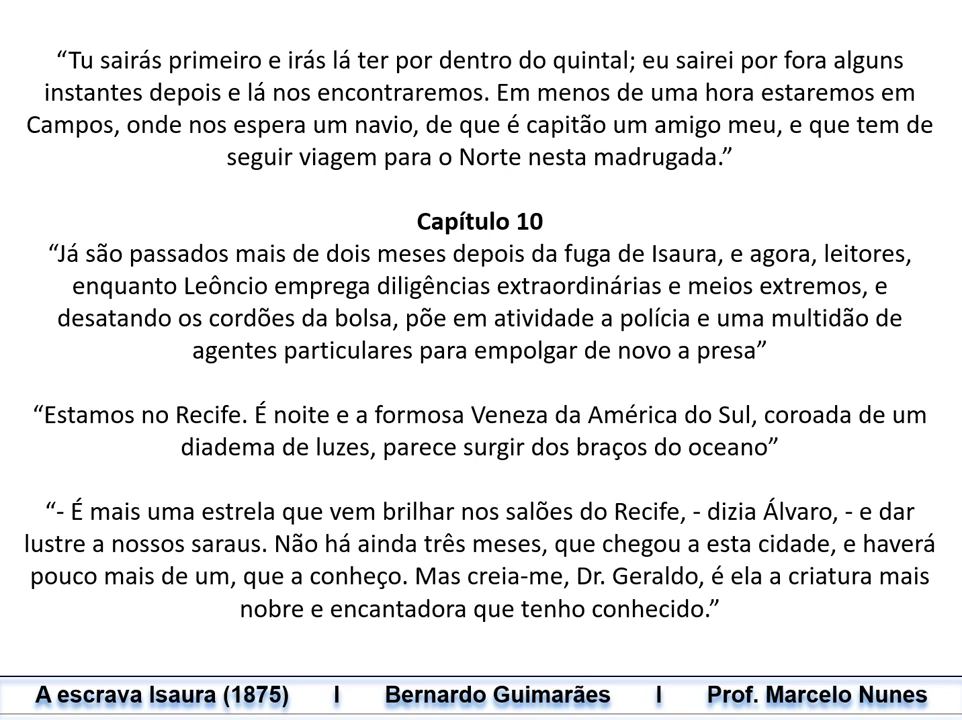 “Tu sairás primeiro e irás lá ter por dentro do quintal; eu sairei por fora alguns
instantes depois e lá nos encontraremos. Em menos de uma hora estaremos em
Campos, onde nos espera um navio, de que é capitão um amigo meu, e que tem de
seguir viagem para o Norte nesta madrugada.”
Capítulo 10
“Já são passados mais de dois meses depois da fuga de Isaura, e agora, leitores,
enquanto Leôncio emprega diligências extraordinárias e meios extremos, e
desatando os cordões da bolsa, põe em atividade a polícia e uma multidão de
agentes particulares para empolgar de novo a presa”
“Estamos no Recife. É noite e a formosa Veneza da América do Sul, coroada de um
diadema de luzes, parece surgir dos braços do oceano”
“- É mais uma estrela que vem brilhar nos salões do Recife, - dizia Álvaro, - e dar
lustre a nossos saraus. Não há ainda três meses, que chegou a esta cidade, e haverá
pouco mais de um, que a conheço. Mas creia-me, Dr. Geraldo, é ela a criatura mais
nobre e encantadora que tenho conhecido.”
A escrava Isaura (1875) I Bernardo Guimarães I Prof. Marcelo Nunes